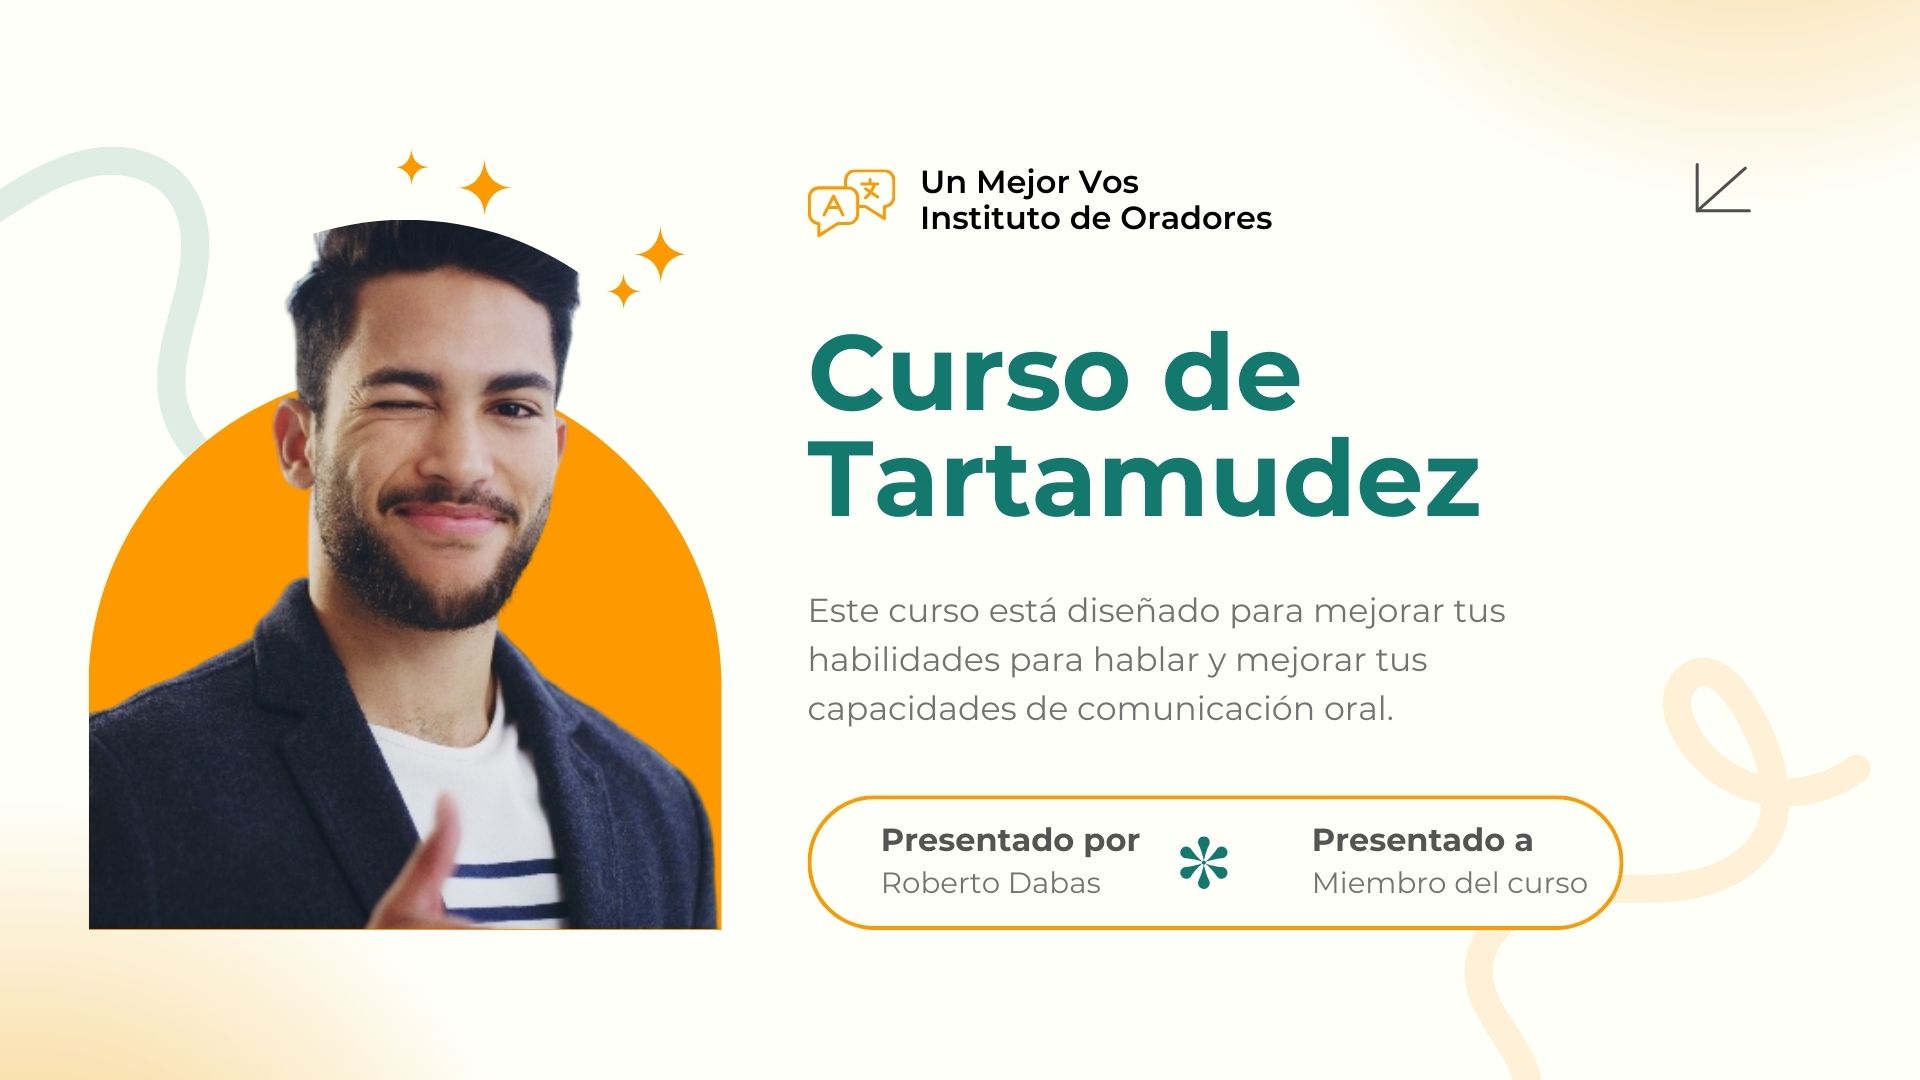 Un Mejor Vos
Instituto de Oradores
Curso de
Tartamudez
Este curso está diseñado para mejorar tus
habilidades para hablar y mejorar tus
capacidades de comunicación oral.
Presentado por
Roberto Dabas
Presentado a
Miembro del curso